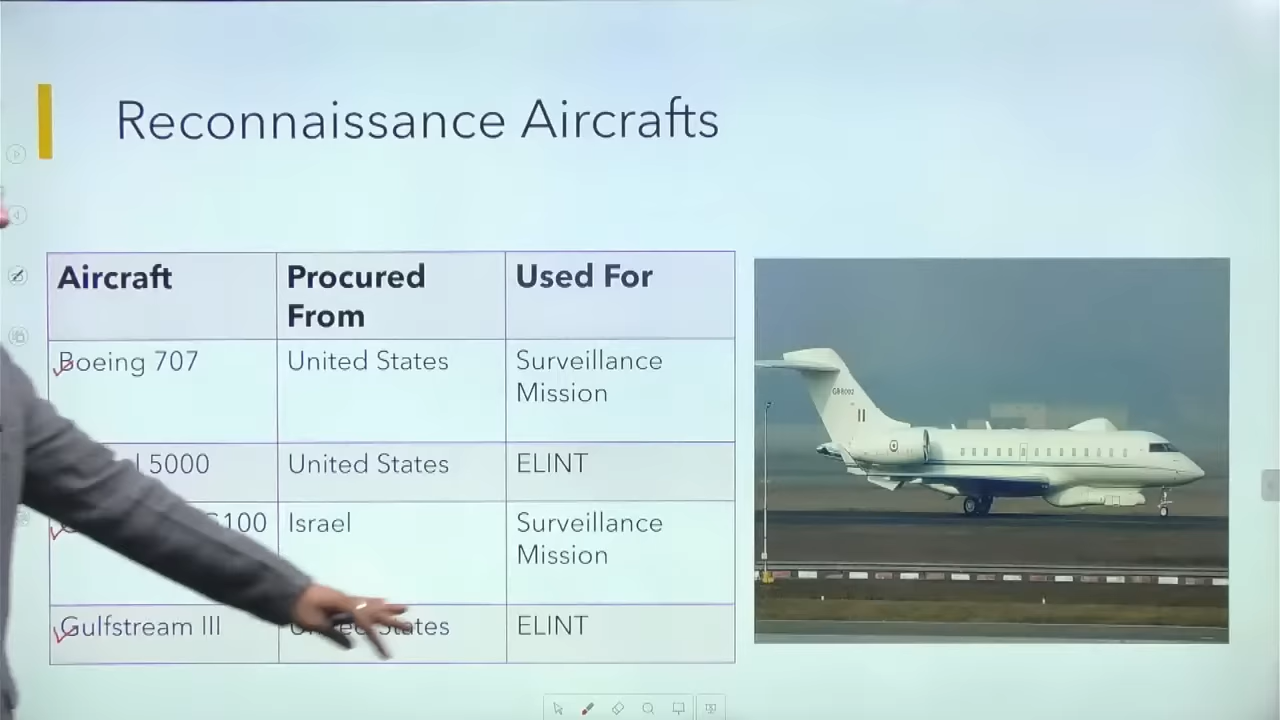 Reconnaissance Aircrafts
Aircraft
Procured
From
Used For
Boeing 707
United States
Surveillance
Mission
5000
United States
ELINT
G100
Israel
Surveillance
Mission
Gulfstream III
United States
ELINT